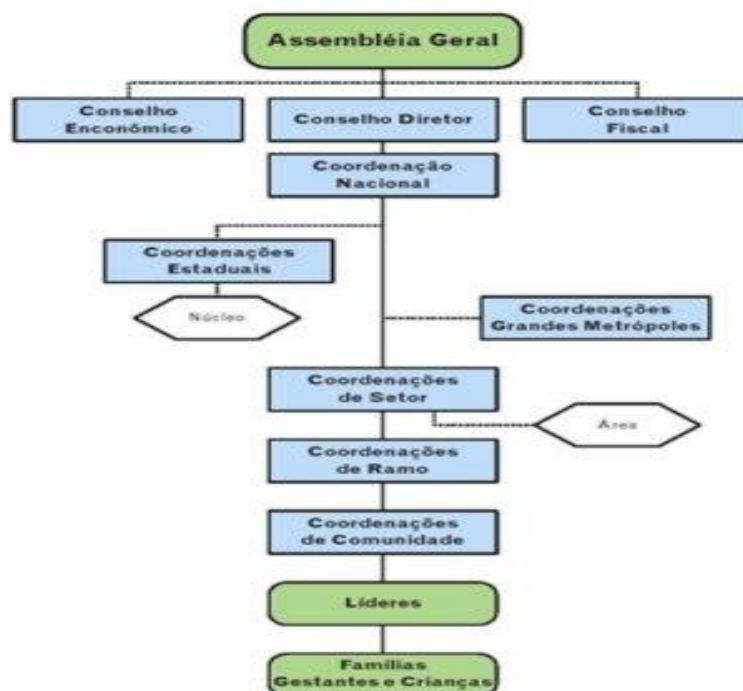 Assembléia Geral
Conselho
Enconômico
Conselho Diretor
Conselho
Fiscal
Coordenação
Nacional
Coordenações
Estaduais
Núcleo
Coordenações
Grandes Metrópoles
Coordenações
de Setor
Área
Coordenações
de Ramo
Coordenações
de Comunidade
Líderes
Famílias
Gestantes e Crianças